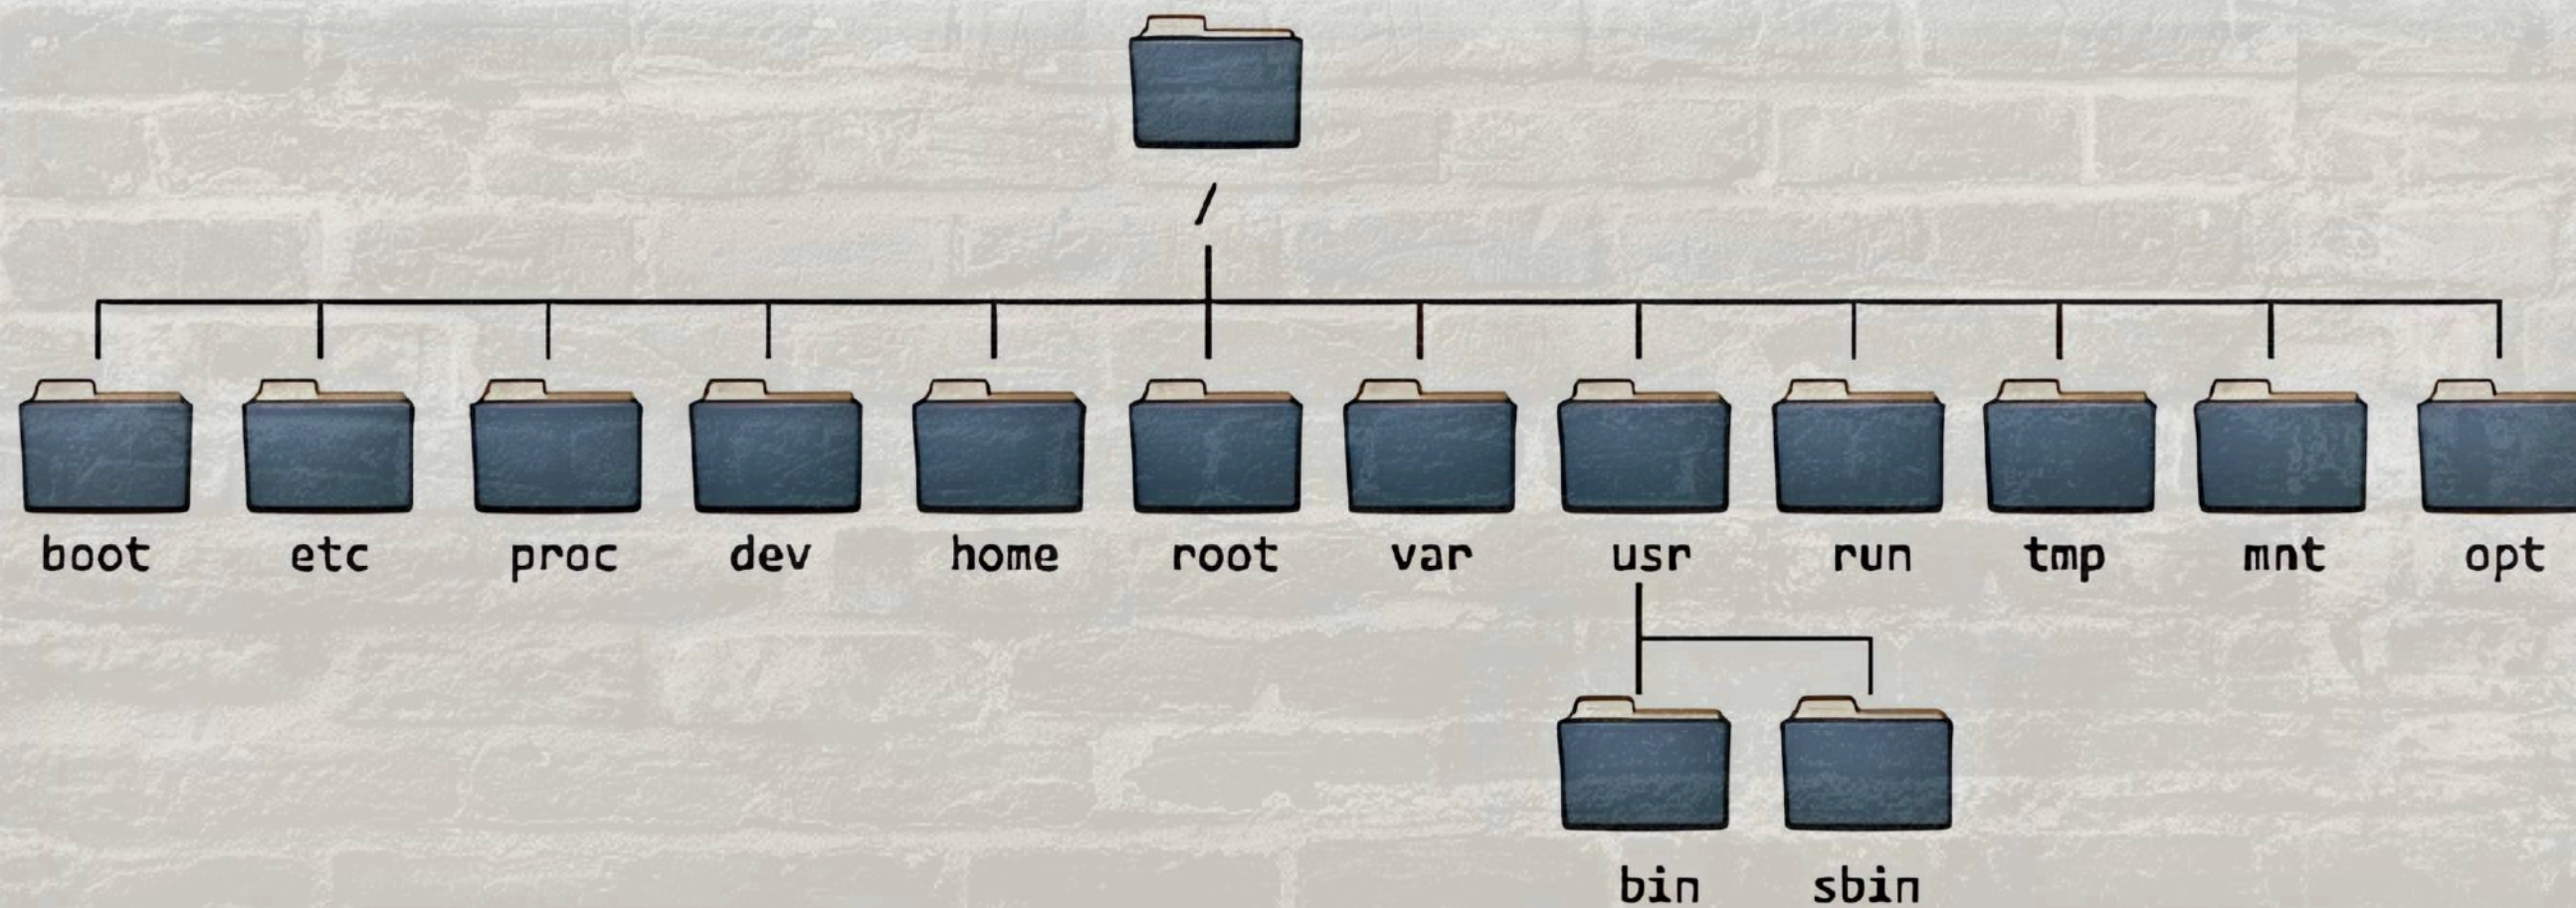 /
boot etc proc dev home root var usr run tmp mnt opt
bin sbin